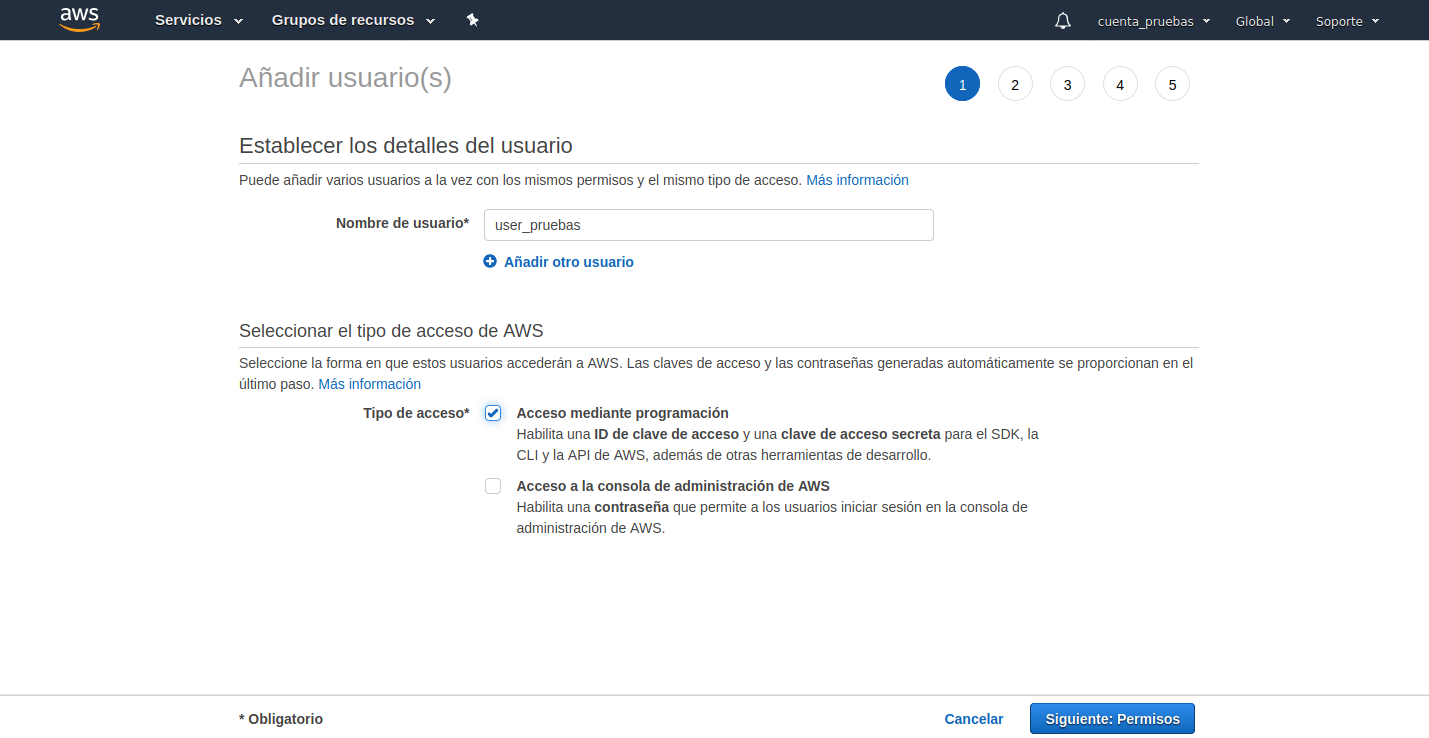 aws Servicios Grupos de recursos cuenta_pruebas Global Soporte
Añadir usuario(s)
1 2 3 4 5
Establecer los detalles del usuario
Puede añadir varios usuarios a la vez con los mismos permisos y el mismo tipo de acceso. Más información
Nombre de usuario* user_pruebas
Añadir otro usuario
Seleccionar el tipo de acceso de AWS
Seleccione la forma en que estos usuarios accederán a AWS. Las claves de acceso y las contraseñas generadas automáticamente se proporcionan en el
último paso. Más información
Tipo de acceso* Acceso mediante programación
Habilita una ID de clave de acceso y una clave de acceso secreta para el SDK, la
CLI y la API de AWS, además de otras herramientas de desarrollo.
Acceso a la consola de administración de AWS
Habilita una contraseña que permite a los usuarios iniciar sesión en la consola de
administración de AWS.
* Obligatorio Cancelar Siguiente: Permisos